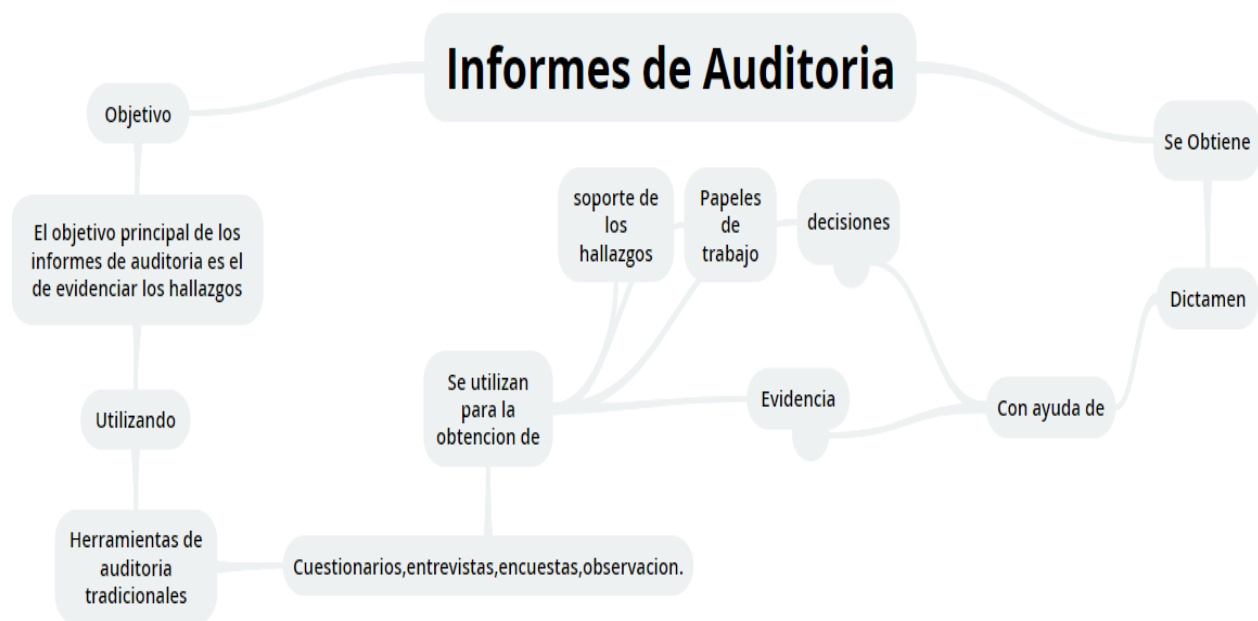 Informes de Auditoria
Objetivo
Se Obtiene
El objetivo principal de los
informes de auditoria es el
de evidenciar los hallazgos
soporte de
los
hallazgos
Papeles
de
trabajo
decisiones
Dictamen
Utilizando
Se utilizan
para la
obtencion de
Evidencia
Con ayuda de
Herramientas de
auditoria
tradicionales
Cuestionarios,entrevistas,encuestas,observacion.